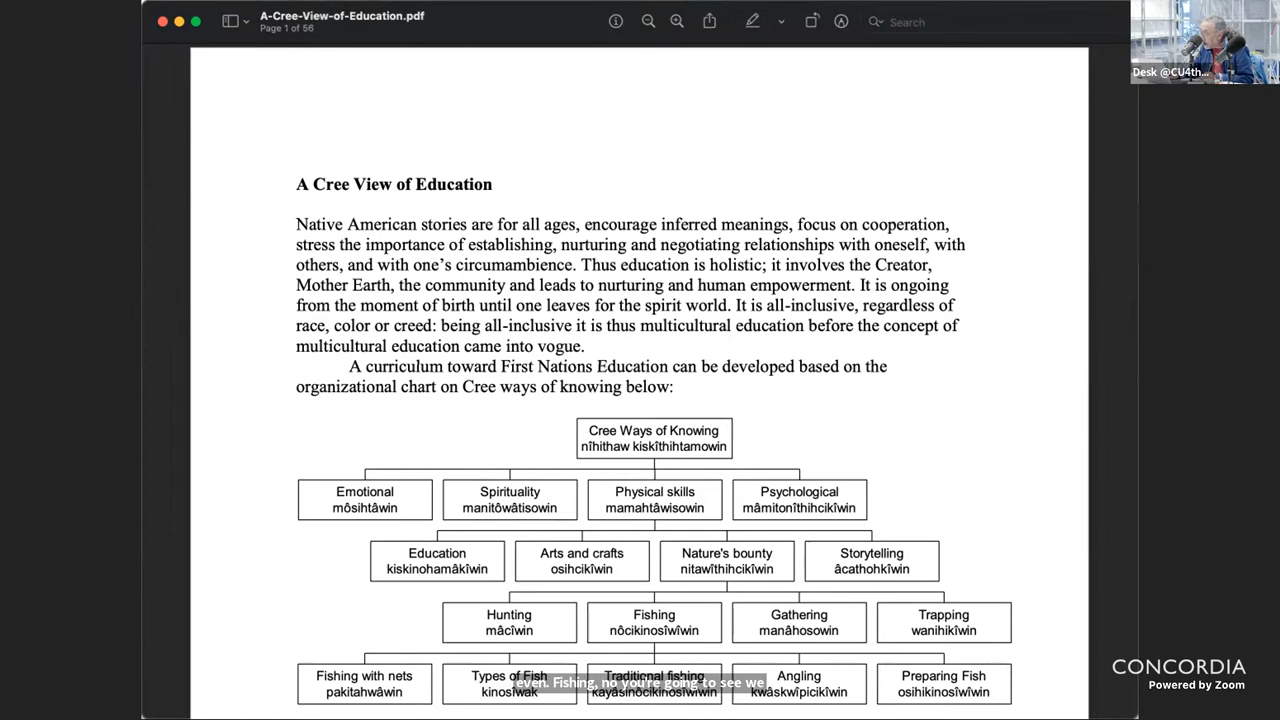 A-Cree-View-of-Education.pdf
Page 1 of 56
Search
Desk @CU4th...
A Cree View of Education
Native American stories are for all ages, encourage inferred meanings, focus on cooperation,
stress the importance of establishing, nurturing and negotiating relationships with oneself, with
others, and with one's circumambience. Thus education is holistic; it involves the Creator,
Mother Earth, the community and leads to nurturing and human empowerment. It is ongoing
from the moment of birth until one leaves for the spirit world. It is all-inclusive, regardless of
race, color or creed: being all-inclusive it is thus multicultural education before the concept of
multicultural education came into vogue.
A curriculum toward First Nations Education can be developed based on the
organizational chart on Cree ways of knowing below:
Cree Ways of Knowing
nîhithaw kiskîthihtamowin
Emotional
môsihtâwin
Spirituality
manitôwâtisowin
Physical skills
mamahtâwisowin
Psychological
mâmitonîthihcikîwin
Education
kiskinohamâkîwin
Arts and crafts
osihcikîwin
Nature's bounty
nitawîthihcikîwin
Storytelling
âcathohkîwin
Hunting
mâcîwin
Fishing
nôcikinosîwîwin
Gathering
manâhosowin
Trapping
wanihikîwin
Fishing with nets
pakitahwâwin
Types of Fish
kinosîwak
Traditional fishing
kayâsinôcikinosîwîwin
Angling
kwâskwîpicikîwin
Preparing Fish
osihikinosîwîwin
even. Fishing, no you're going to see we
CONCORDIA
Powered by Zoom